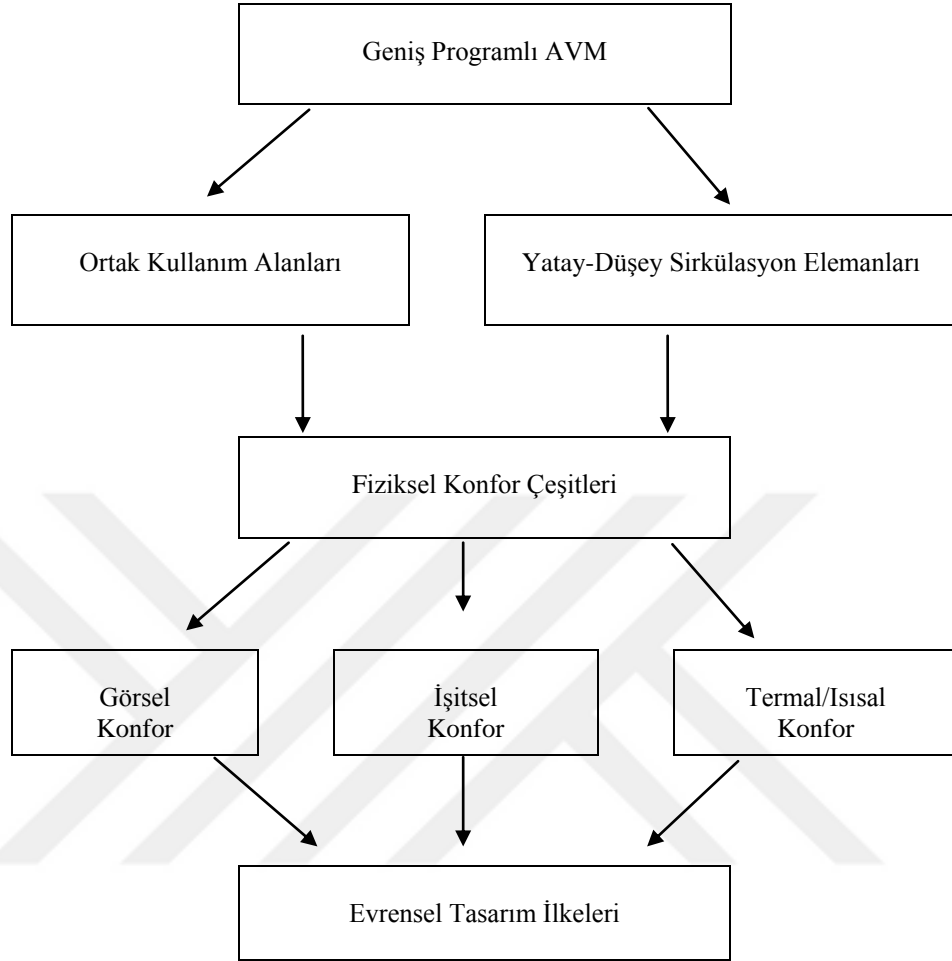 Geniş Programlı AVM
Ortak Kullanım Alanları
Yatay-Düşey Sirkülasyon Elemanları
Fiziksel Konfor Çeşitleri
Görsel
Konfor
İşitsel
Konfor
Termal/Isısal
Konfor
Evrensel Tasarım İlkeleri